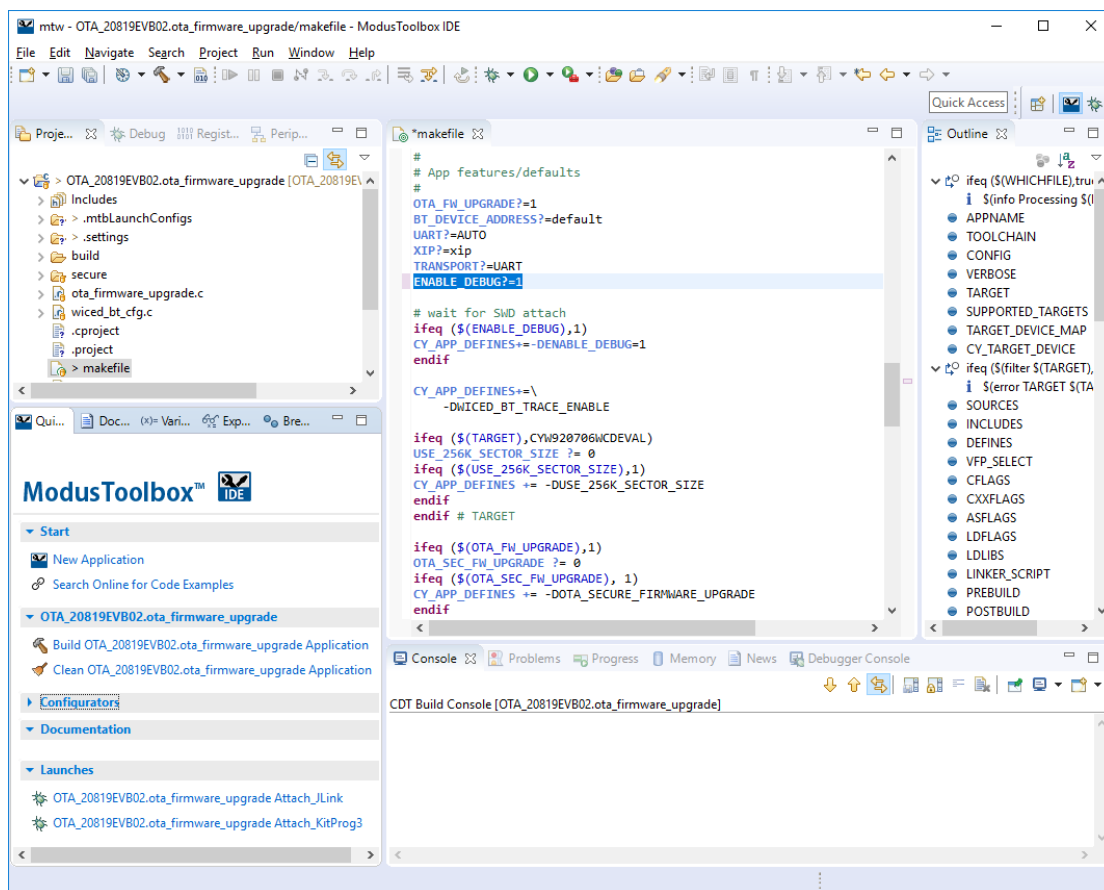 mtw - OTA_20819EVB02.ota_firmware_upgrade/makefile - ModusToolbox IDE
File Edit Navigate Search Project Run Window Help
Quick Access
Proje... Debug Regist... Perip...
> OTA_20819EVB02.ota_firmware_upgrade [OTA_20819EV
Includes
> .mtbLaunchConfigs
> .settings
build
secure
ota_firmware_upgrade.c
wiced_bt_cfg.c
.cproject
.project
> makefile
*makefile
#
# App features/defaults
#
OTA_FW_UPGRADE?=1
BT_DEVICE_ADDRESS?=default
UART?=AUTO
XIP?=xip
TRANSPORT?=UART
ENABLE_DEBUG?=1
# wait for SWD attach
ifeq ($(ENABLE_DEBUG),1)
CY_APP_DEFINES+=-DENABLE_DEBUG=1
endif
CY_APP_DEFINES+=\
-DWICED_BT_TRACE_ENABLE
ifeq ($(TARGET),CYW920706WCDEVAL)
USE_256K_SECTOR_SIZE ?= 0
ifeq ($(USE_256K_SECTOR_SIZE),1)
CY_APP_DEFINES += -DUSE_256K_SECTOR_SIZE
endif
endif # TARGET
ifeq ($(OTA_FW_UPGRADE),1)
OTA_SEC_FW_UPGRADE ?= 0
ifeq ($(OTA_SEC_FW_UPGRADE), 1)
CY_APP_DEFINES += -DOTA_SECURE_FIRMWARE_UPGRADE
endif
Outline
ifeq ($(WHICHFILE),true
$(info Processing $(
APPNAME
TOOLCHAIN
CONFIG
VERBOSE
TARGET
SUPPORTED_TARGETS
TARGET_DEVICE_MAP
CY_TARGET_DEVICE
ifeq ($(filter $(TARGET),
$(error TARGET $(TA
SOURCES
INCLUDES
DEFINES
VFP_SELECT
CFLAGS
CXXFLAGS
ASFLAGS
LDFLAGS
LDLIBS
LINKER_SCRIPT
PREBUILD
POSTBUILD
Qui... Doc... (x)= Vari... Exp... Bre...
ModusToolbox™ IDE
Start
New Application
Search Online for Code Examples
OTA_20819EVB02.ota_firmware_upgrade
Build OTA_20819EVB02.ota_firmware_upgrade Application
Clean OTA_20819EVB02.ota_firmware_upgrade Application
Configurators
Documentation
Launches
OTA_20819EVB02.ota_firmware_upgrade Attach_JLink
OTA_20819EVB02.ota_firmware_upgrade Attach_KitProg3
Console Problems Progress Memory News Debugger Console
CDT Build Console [OTA_20819EVB02.ota_firmware_upgrade]